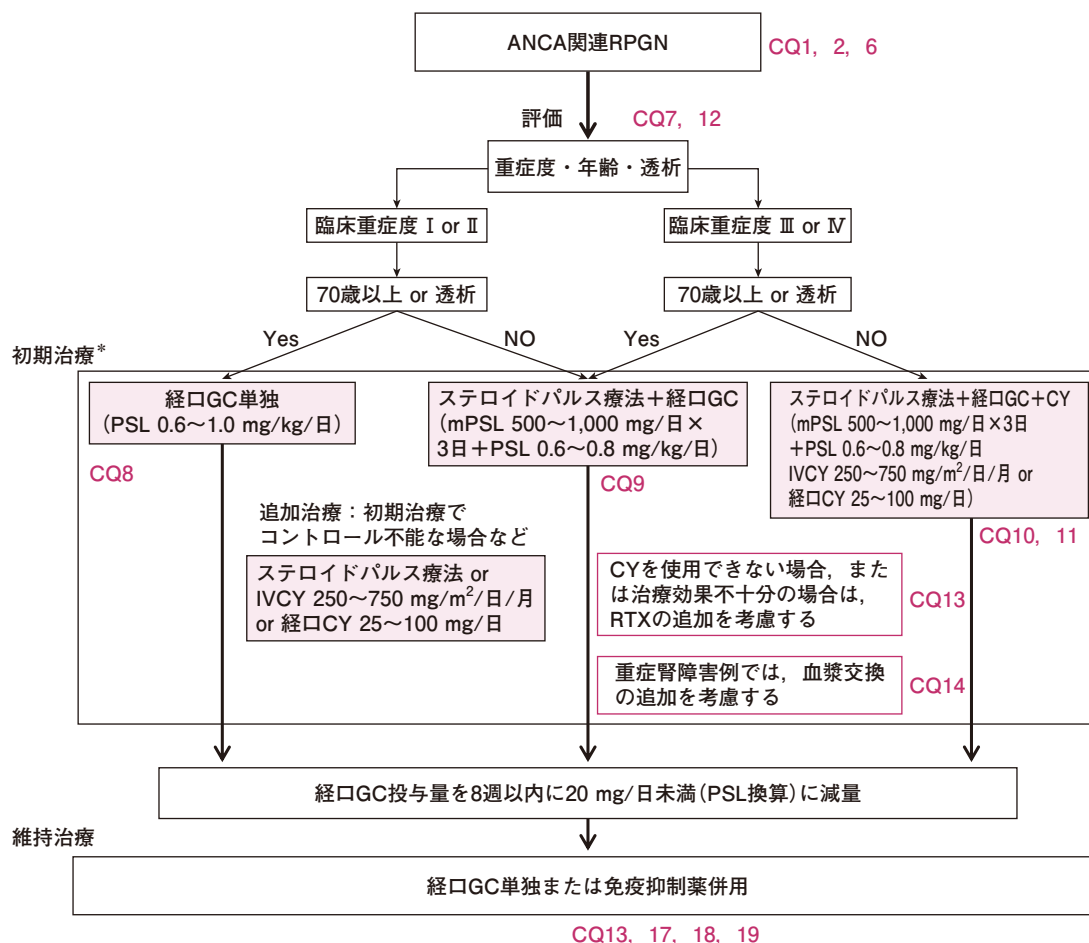 ANCA関連RPGN
CQ1, 2, 6
評価
CQ7, 12
重症度・年齢・透析
臨床重症度 Ⅰ or Ⅱ
臨床重症度 Ⅲ or Ⅳ
70歳以上 or 透析
70歳以上 or 透析
Yes
NO
Yes
NO
初期治療*
経口GC単独
(PSL 0.6〜1.0 mg/kg/日)
CQ8
ステロイドパルス療法+経口GC
(mPSL 500〜1,000 mg/日×
3日+PSL 0.6〜0.8 mg/kg/日)
CQ9
ステロイドパルス療法+経口GC+CY
(mPSL 500〜1,000 mg/日×3日
+PSL 0.6〜0.8 mg/kg/日
IVCY 250〜750 mg/m²/日/月 or
経口CY 25〜100 mg/日)
CQ10, 11
追加治療:初期治療で
コントロール不能な場合など
ステロイドパルス療法 or
IVCY 250〜750 mg/m²/日/月
or 経口CY 25〜100 mg/日
CYを使用できない場合,また
は治療効果不十分の場合は,
RTXの追加を考慮する
CQ13
重症腎障害例では,血漿交換
の追加を考慮する
CQ14
経口GC投与量を8週以内に20 mg/日未満(PSL換算)に減量
維持治療
経口GC単独または免疫抑制薬併用
CQ13, 17, 18, 19